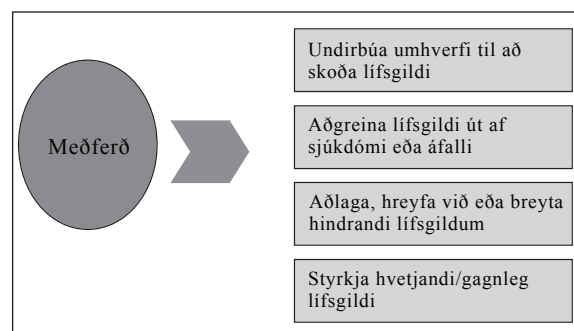 Meðferð
Undirbúa umhverfi til að
skoða lífsgildi
Aðgreina lífsgildi út af
sjúkdómi eða áfalli
Aðlaga, hreyfa við eða breyta
hindrandi lífsgildum
Styrkja hvetjandi/gagnleg
lífsgildi